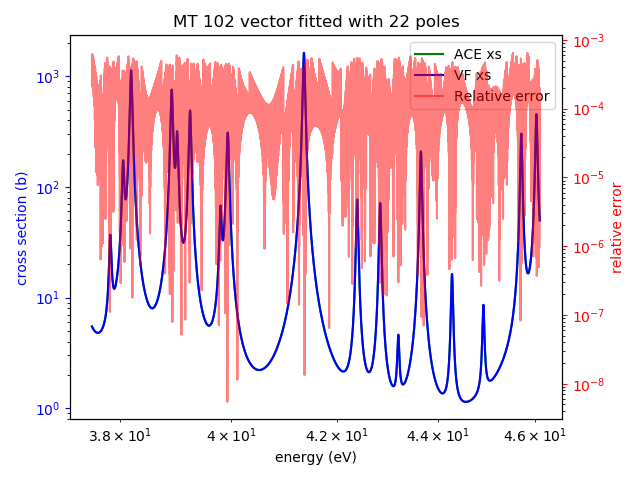 MT 102 vector fitted with 22 poles
ACE xs
VF xs
Relative error
cross section (b)
10³
10²
10¹
10⁰
relative error
10⁻³
10⁻⁴
10⁻⁵
10⁻⁶
10⁻⁷
10⁻⁸
3.8 × 10¹
4 × 10¹
4.2 × 10¹
4.4 × 10¹
4.6 × 10¹
energy (eV)